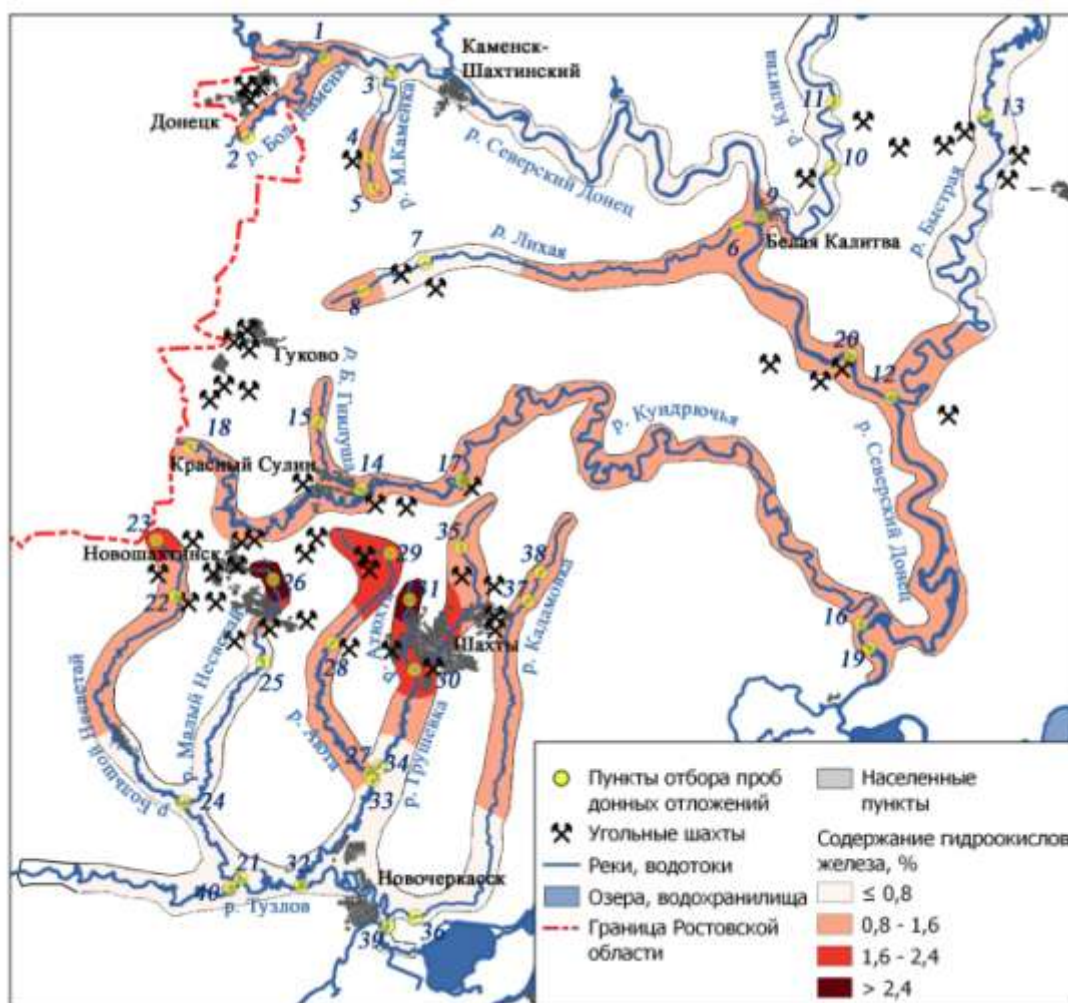 1
Каменск-
Шахтинский
3
р. Калитва
11
13
Донецк
2
р. Бол. Каменка
4
5
р. М.Каменка
р. Северский Донец
10
р. Быстрая
9
Белая Калитва
6
р. Лихая
7
8
Гуково
20
12
18
15
р. Б. Гнилуша
р. Кундрючья
Красный Сулин
14
17
р. Северский Донец
23
Новошахтинск
29
35
38
26
31
37
22
16
19
28
Шахты
р. Каламовка
25
30
р. Малый Несветай
р. Большой Несветай
р. Аюта
27
34
р. Грушевка
33
24
21
32
40
р. Тузлов
Новочеркасск
39
36
Пункты отбора проб
донных отложений
Угольные шахты
Реки, водотоки
Озера, водохранилища
Граница Ростовской
области
Населенные
пункты
Содержание гидроокислов
железа, %
≤ 0,8
0,8 - 1,6
1,6 - 2,4
> 2,4